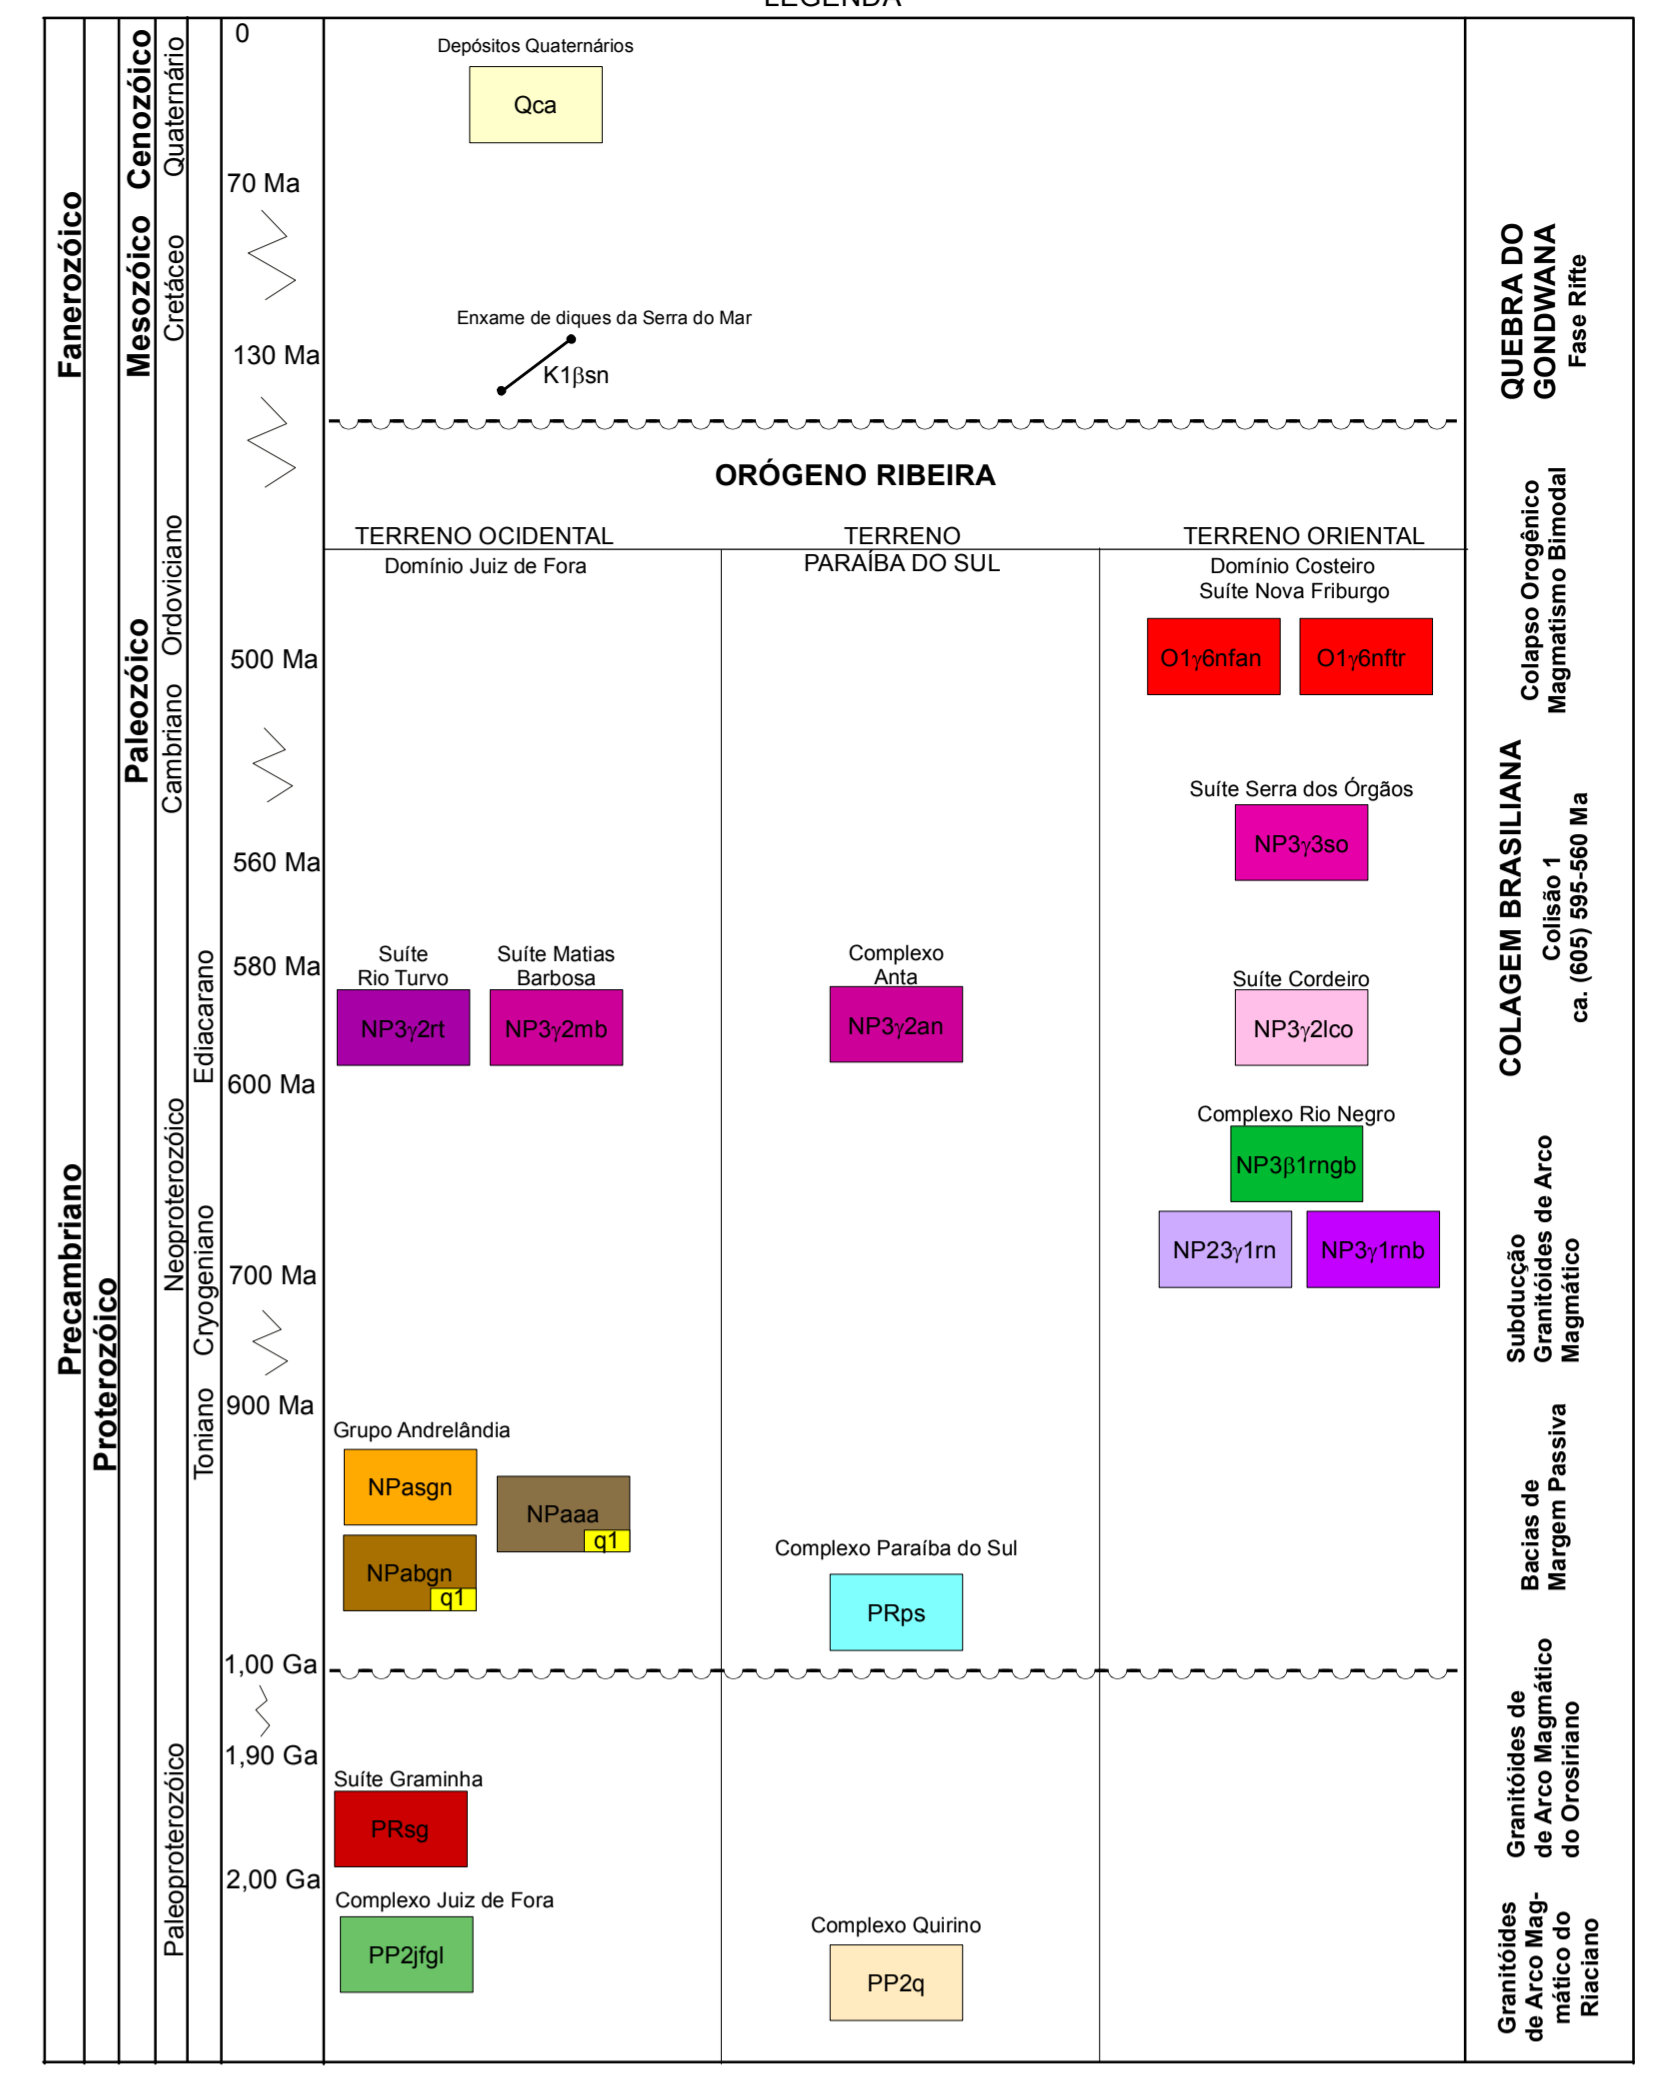 LEGENDA
Fanerozóico
Precambriano
Proterozóico
Cenozóico
Mesozóico
Paleozóico
Quaternário
Cretáceo
Ordoviciano
Cambriano
Neoproterozóico
Paleoproterozóico
Ediacarano
Cryogeniano
Toniano
0
70 Ma
130 Ma
500 Ma
560 Ma
580 Ma
600 Ma
700 Ma
900 Ma
1,00 Ga
1,90 Ga
2,00 Ga
Depósitos Quaternários
Qca
Enxame de diques da Serra do Mar
K1βsn
ORÓGENO RIBEIRA
TERRENO OCIDENTAL
Domínio Juiz de Fora
Suíte
Rio Turvo
NP3γ2rt
Suíte Matias
Barbosa
NP3γ2mb
Grupo Andrelândia
NPasgn
NPaaa
q1
NPabgn
q1
Suíte Graminha
PRsg
Complexo Juiz de Fora
PP2jfgl
TERRENO
PARAÍBA DO SUL
Complexo
Anta
NP3γ2an
Complexo Paraíba do Sul
PRps
Complexo Quirino
PP2q
TERRENO ORIENTAL
Domínio Costeiro
Suíte Nova Friburgo
O1γ6nfan
O1γ6nftr
Suíte Serra dos Órgãos
NP3γ3so
Suíte Cordeiro
NP3γ2lco
Complexo Rio Negro
NP3β1rngb
NP23γ1rn
NP3γ1rnb
QUEBRA DO
GONDWANA
Fase Rifte
Colapso Orogênico
Magmatismo Bimodal
COLAGEM BRASILIANA
Colisão 1
ca. (605) 595-560 Ma
Subducção
Granitóides de Arco
Magmático
Bacias de
Margem Passiva
Granitóides de
de Arco Magmático
do Orosiriano
Granitóides
de Arco Mag-
mático do
Riaciano